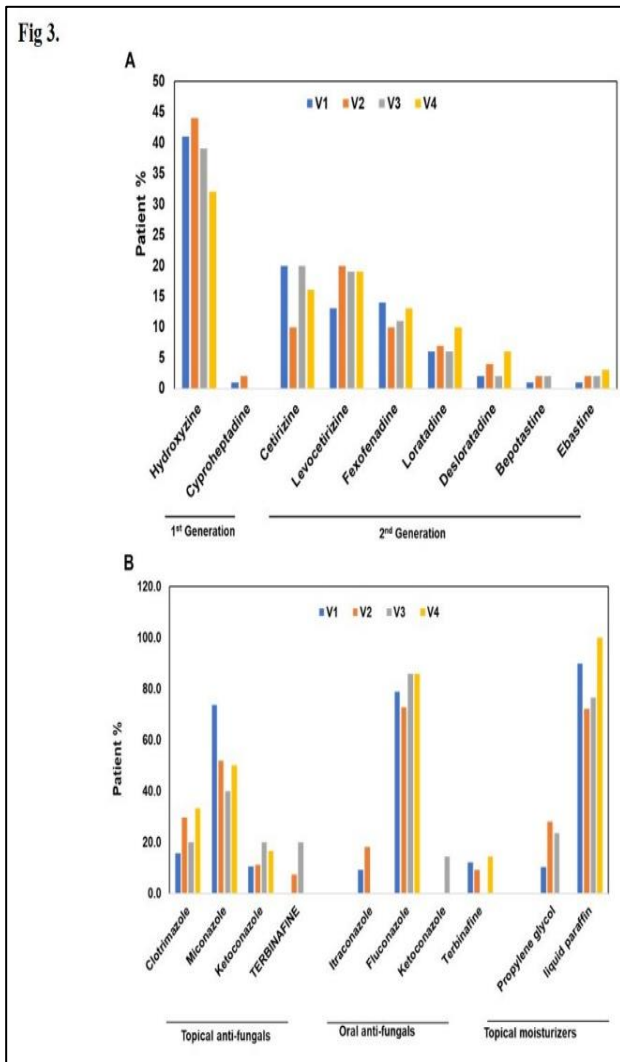 Fig 3.
A
50
45
40
35
30
25
20
15
10
5
0
Patient %
V1 V2 V3 V4
Hydroxyzine
Cyproheptadine
Cetirizine
Levocetirizine
Fexofenadine
Loratadine
Desloratadine
Bepotastine
Ebastine
1st Generation
2nd Generation
B
120.0
100.0
80.0
60.0
40.0
20.0
0.0
Patient %
V1 V2 V3 V4
Clotrimazole
Miconazole
Ketoconazole
TERBINAFINE
Itraconazole
Fluconazole
Ketoconazole
Terbinafine
Propylene glycol
liquid paraffin
Topical anti-fungals
Oral anti-fungals
Topical moisturizers